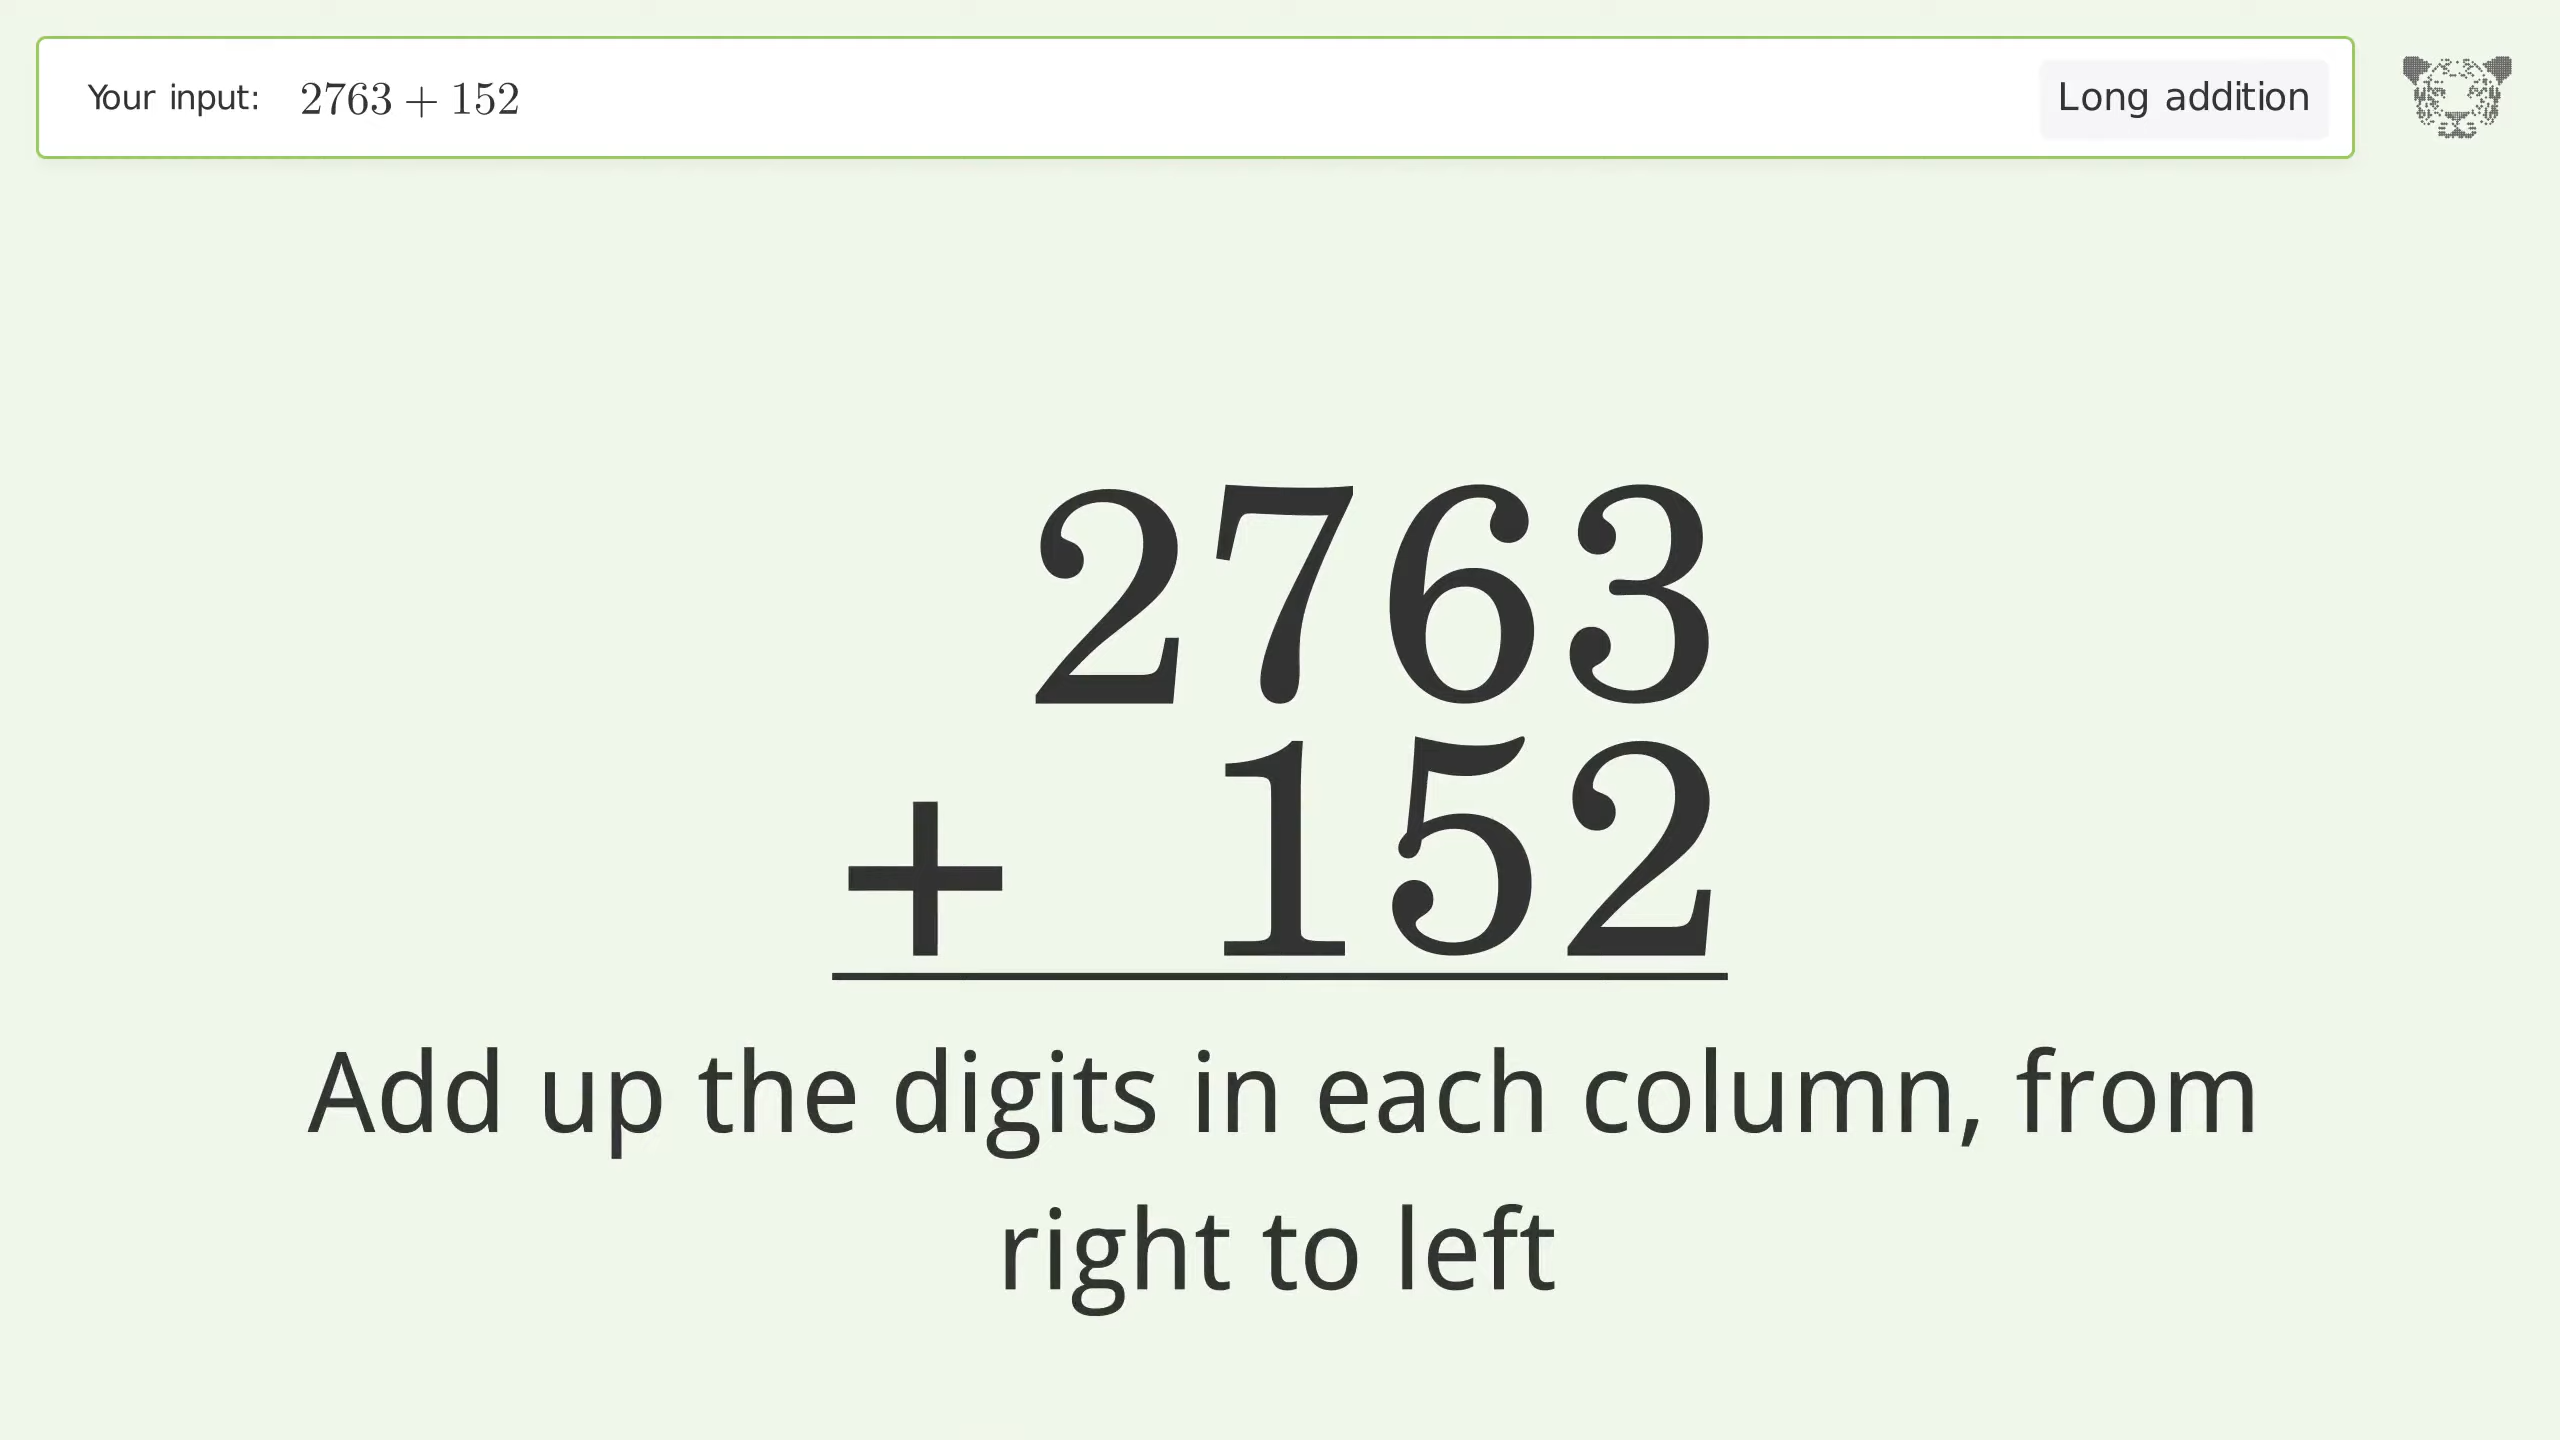 Your input: 2763 + 152
Long addition
2763
+ 152
Add up the digits in each column, from
right to left